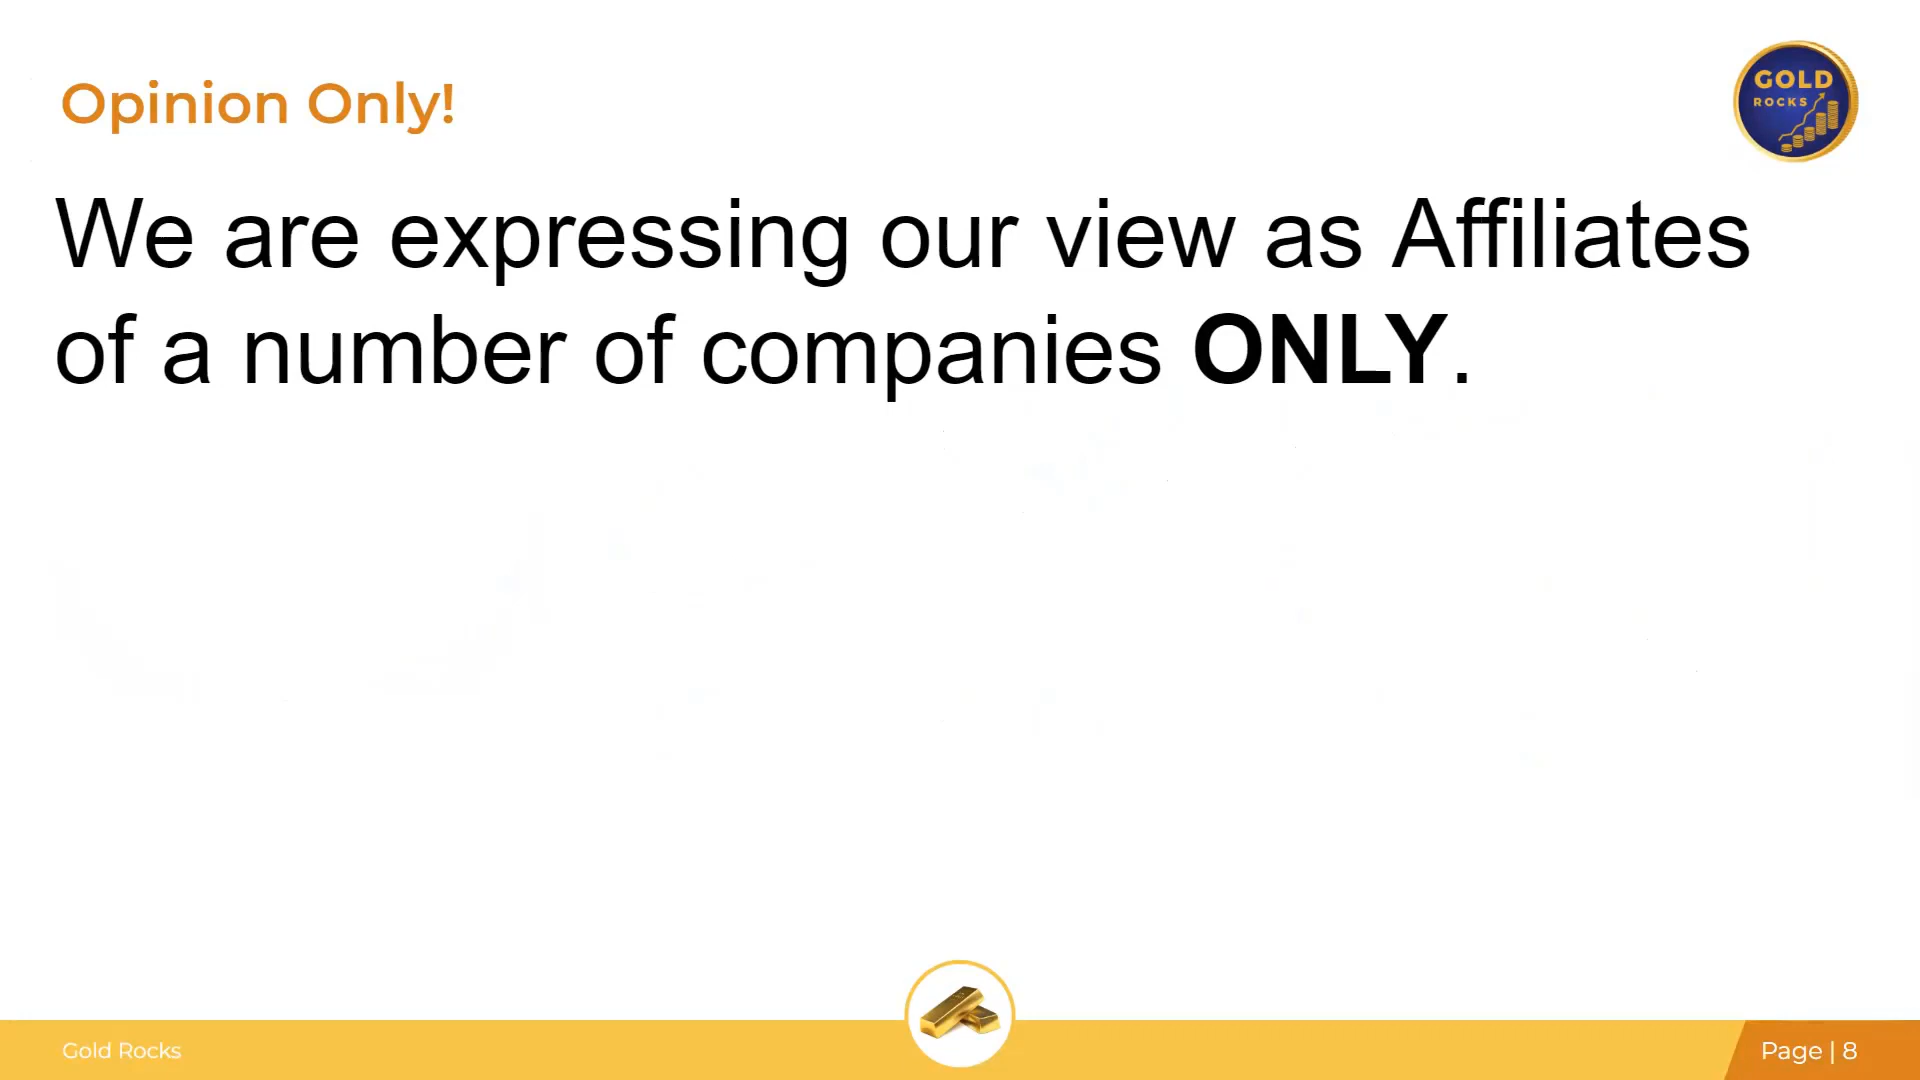 Opinion Only!
GOLD
ROCKS
We are expressing our view as Affiliates
of a number of companies ONLY.
Gold Rocks
Page | 8